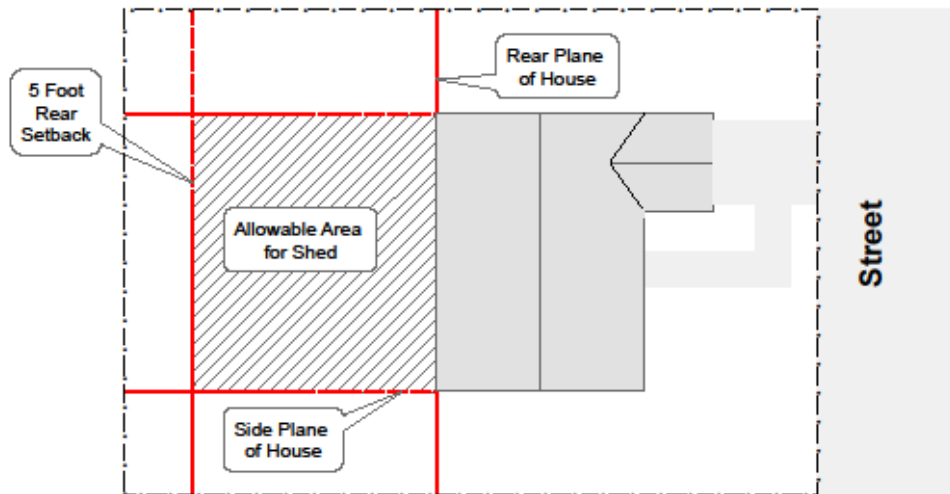 Rear Plane
of House
5 Foot
Rear
Setback
Allowable Area
for Shed
Street
Side Plane
of House